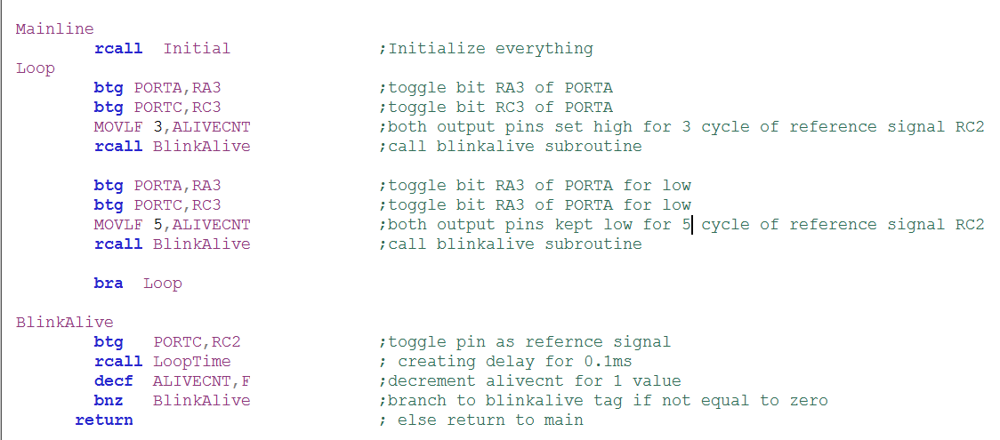 Mainline
rcall Initial ;Initialize everything
Loop
btg PORTA,RA3 ;toggle bit RA3 of PORTA
btg PORTC,RC3 ;toggle bit RC3 of PORTA
MOVLF 3,ALIVECNT ;both output pins set high for 3 cycle of reference signal RC2
rcall BlinkAlive ;call blinkalive subroutine
btg PORTA,RA3 ;toggle bit RA3 of PORTA for low
btg PORTC,RC3 ;toggle bit RA3 of PORTA for low
MOVLF 5,ALIVECNT ;both output pins kept low for 5 cycle of reference signal RC2
rcall BlinkAlive ;call blinkalive subroutine
bra Loop
BlinkAlive
btg PORTC,RC2 ;toggle pin as refernce signal
rcall LoopTime ; creating delay for 0.1ms
decf ALIVECNT,F ;decrement alivecnt for 1 value
bnz BlinkAlive ;branch to blinkalive tag if not equal to zero
return ; else return to main